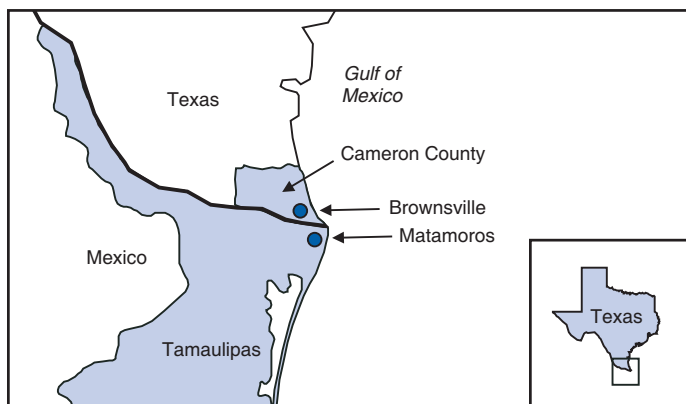 Gulf of
Mexico
Texas
Cameron County
Brownsville
Matamoros
Mexico
Tamaulipas
Texas